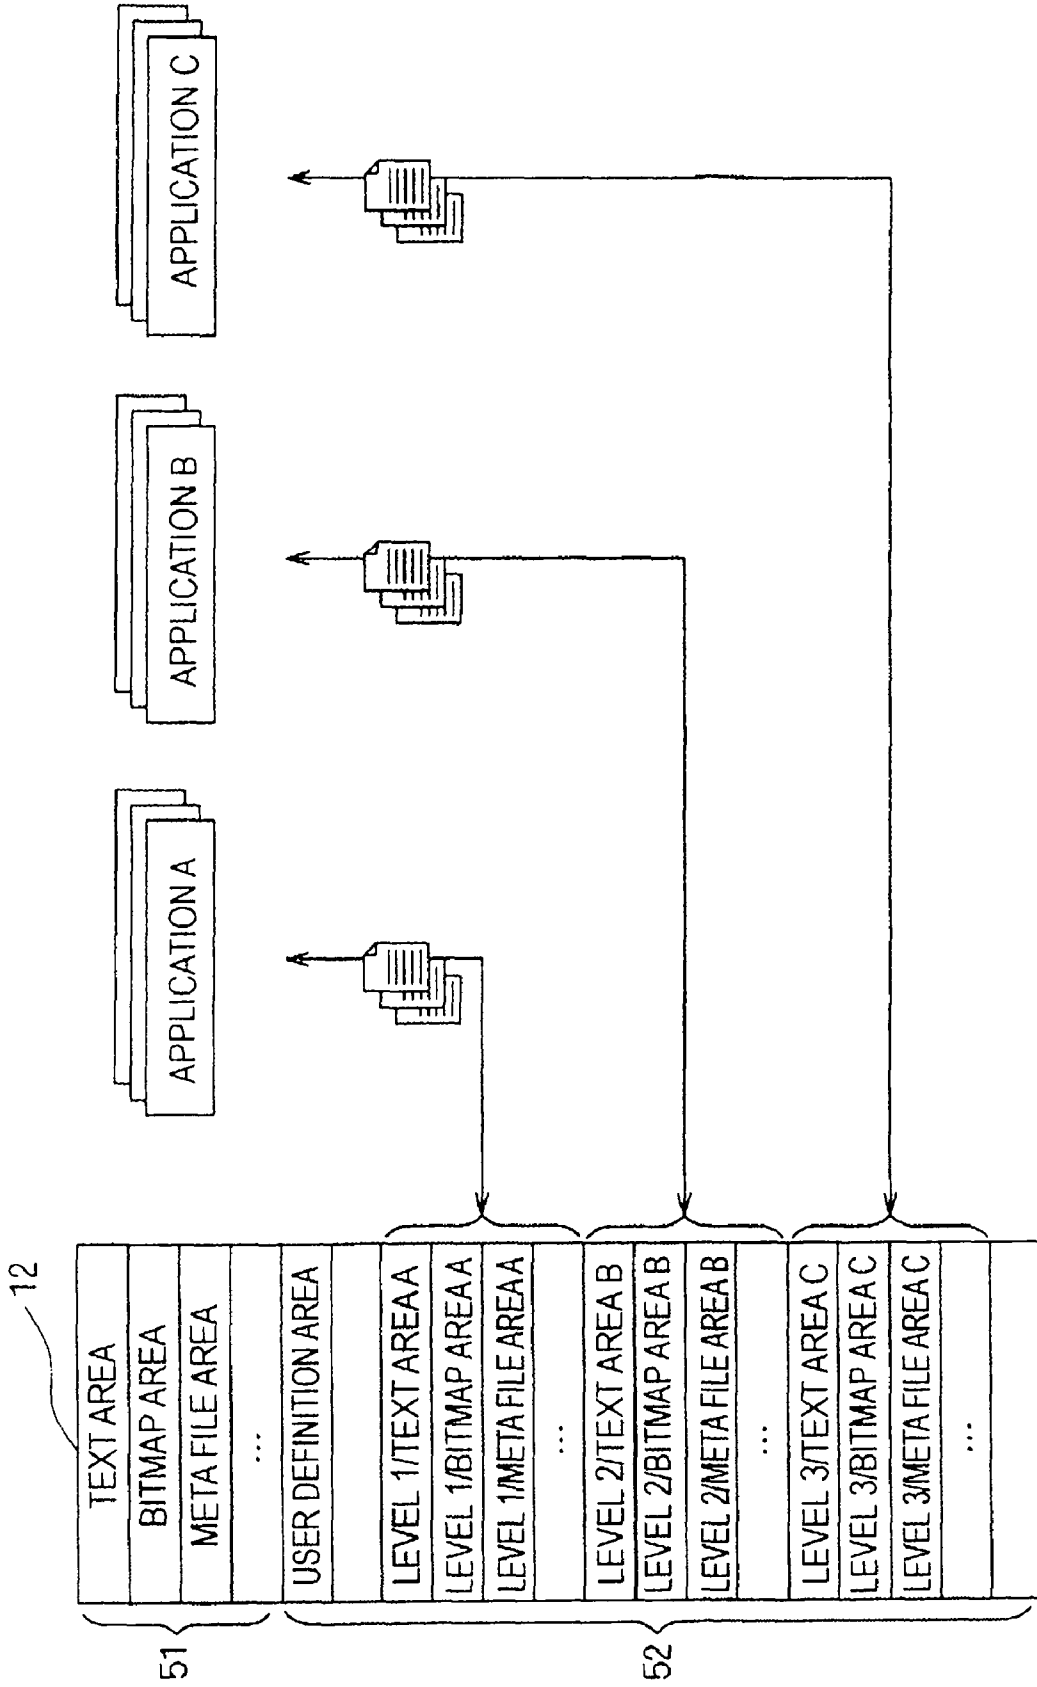 12
TEXT AREA
BITMAP AREA
META FILE AREA
...
USER DEFINITION AREA
LEVEL 1/TEXT AREA A
LEVEL 1/BITMAP AREA A
LEVEL 1/META FILE AREA A
...
LEVEL 2/TEXT AREA B
LEVEL 2/BITMAP AREA B
LEVEL 2/META FILE AREA B
...
LEVEL 3/TEXT AREA C
LEVEL 3/BITMAP AREA C
LEVEL 3/META FILE AREA C
...
51
52
APPLICATION A
APPLICATION B
APPLICATION C